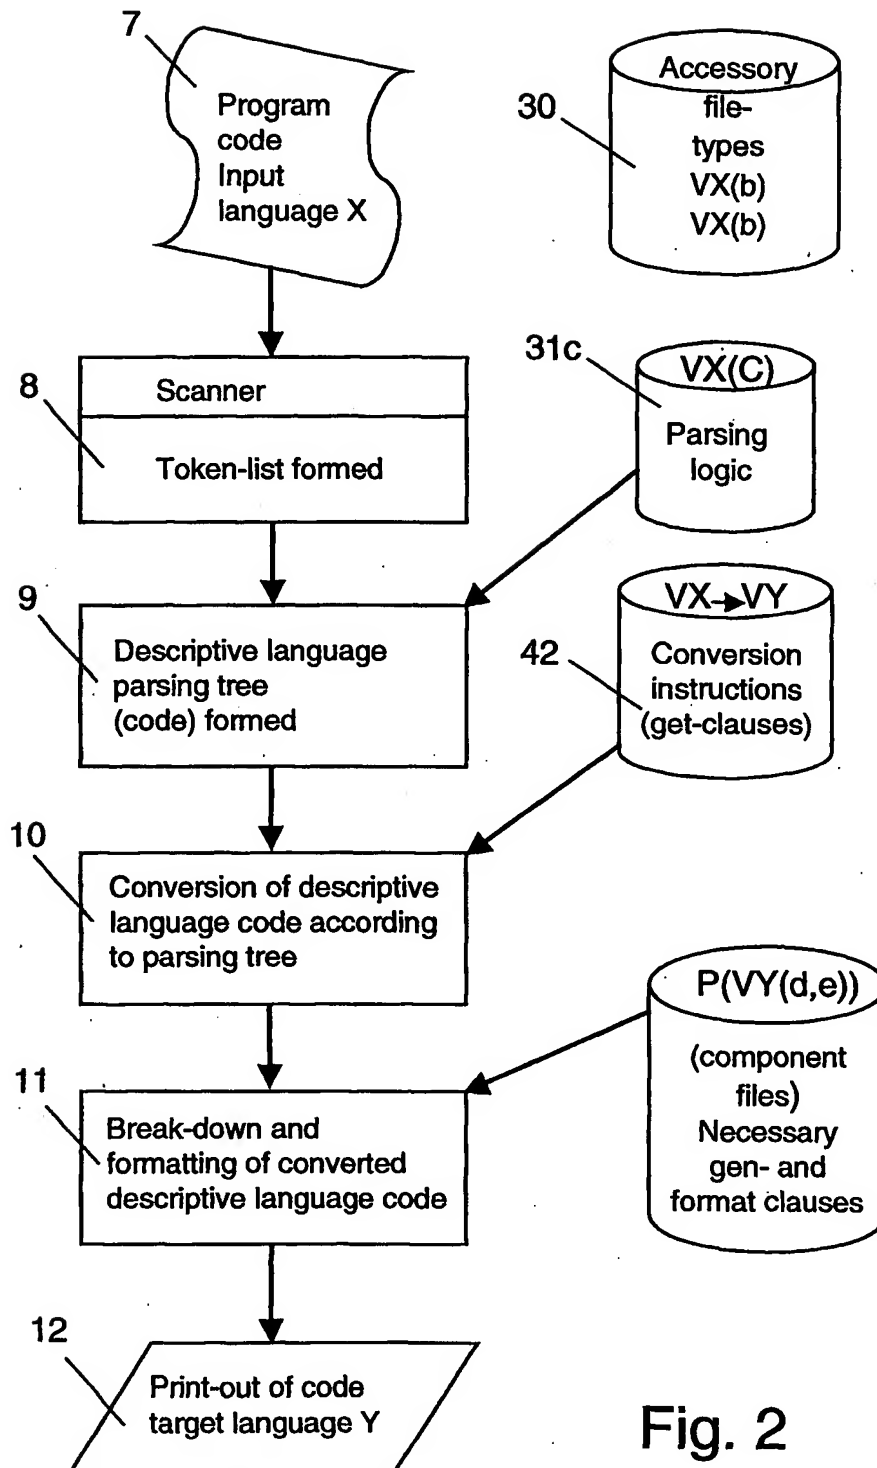 7
Program
code
Input
language X
30
Accessory
file-
types
VX(b)
VX(b)
8
Scanner
Token-list formed
31c
VX(C)
Parsing
logic
9
Descriptive language
parsing tree
(code) formed
42
VX→VY
Conversion
instructions
(get-clauses)
10
Conversion of descriptive
language code according
to parsing tree
P(VY(d,e))
(component
files)
Necessary
gen- and
format clauses
11
Break-down and
formatting of converted
descriptive language code
12
Print-out of code
target language Y
Fig. 2